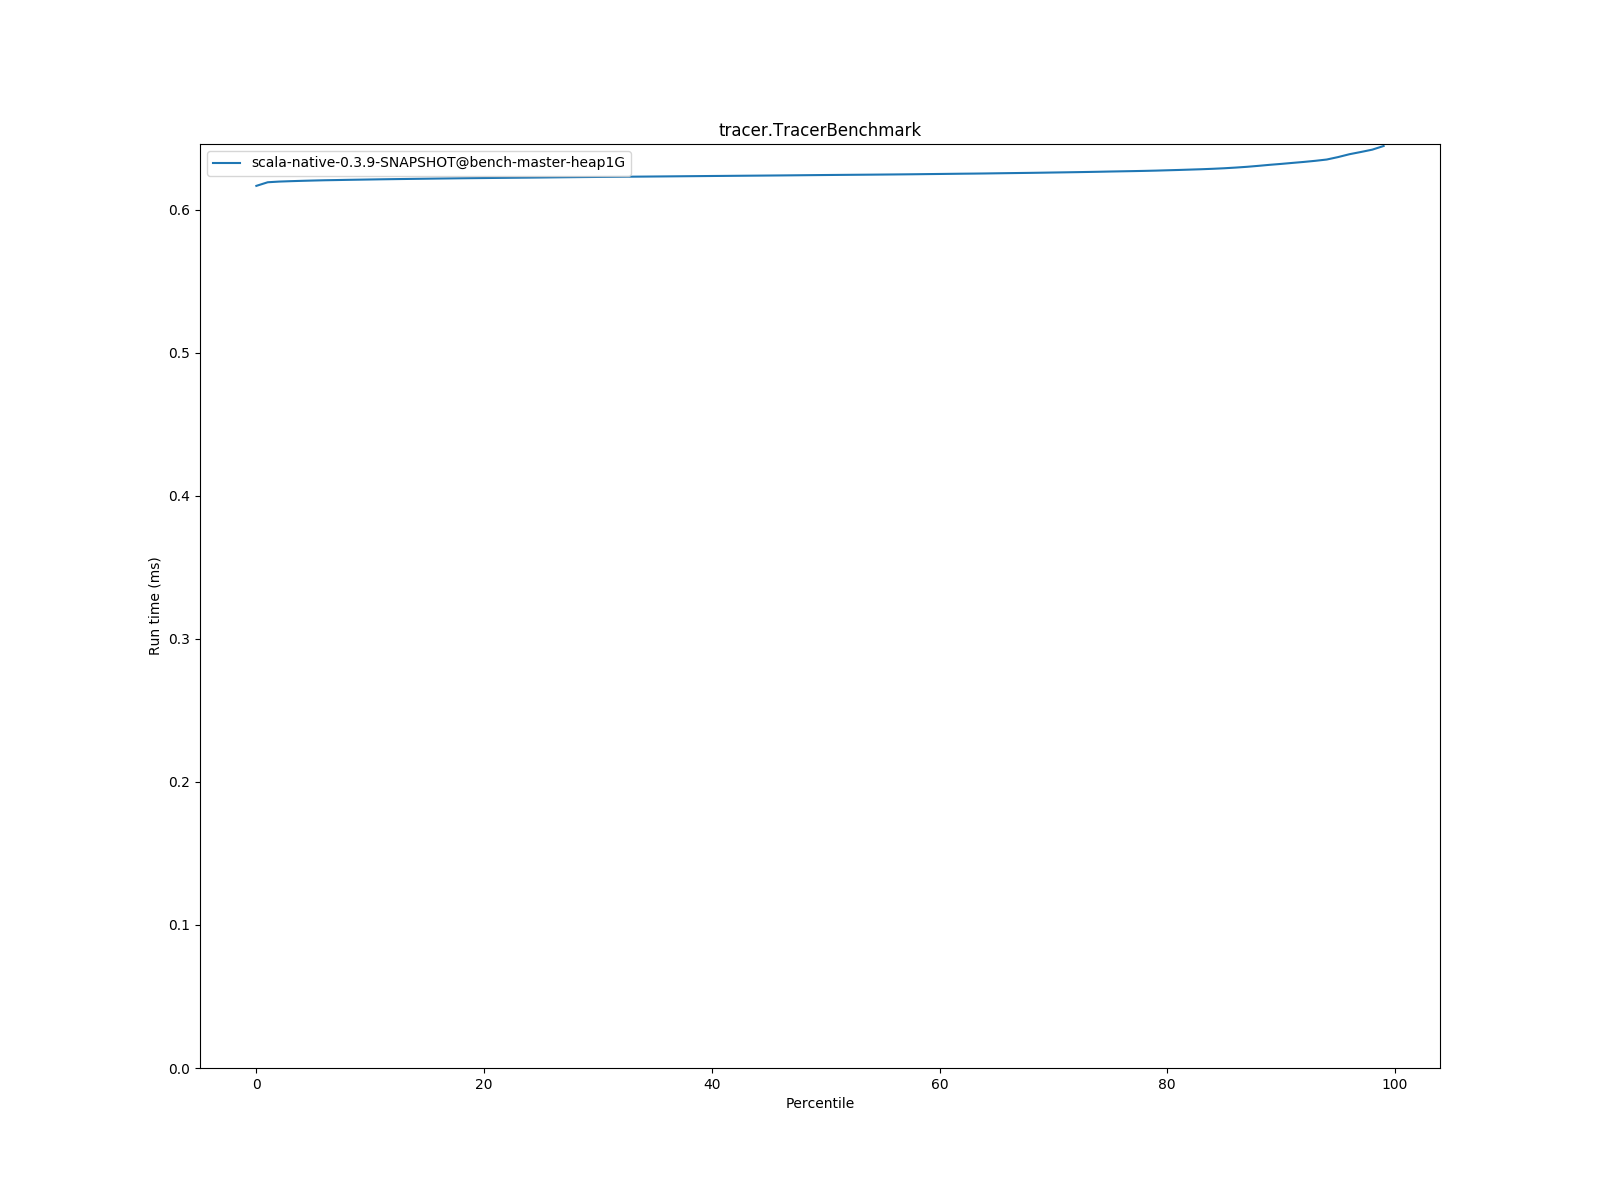 tracer.TracerBenchmark
scala-native-0.3.9-SNAPSHOT@bench-master-heap1G
0.6
0.5
0.4
0.3
0.2
0.1
0.0
Run time (ms)
0 20 40 60 80 100
Percentile